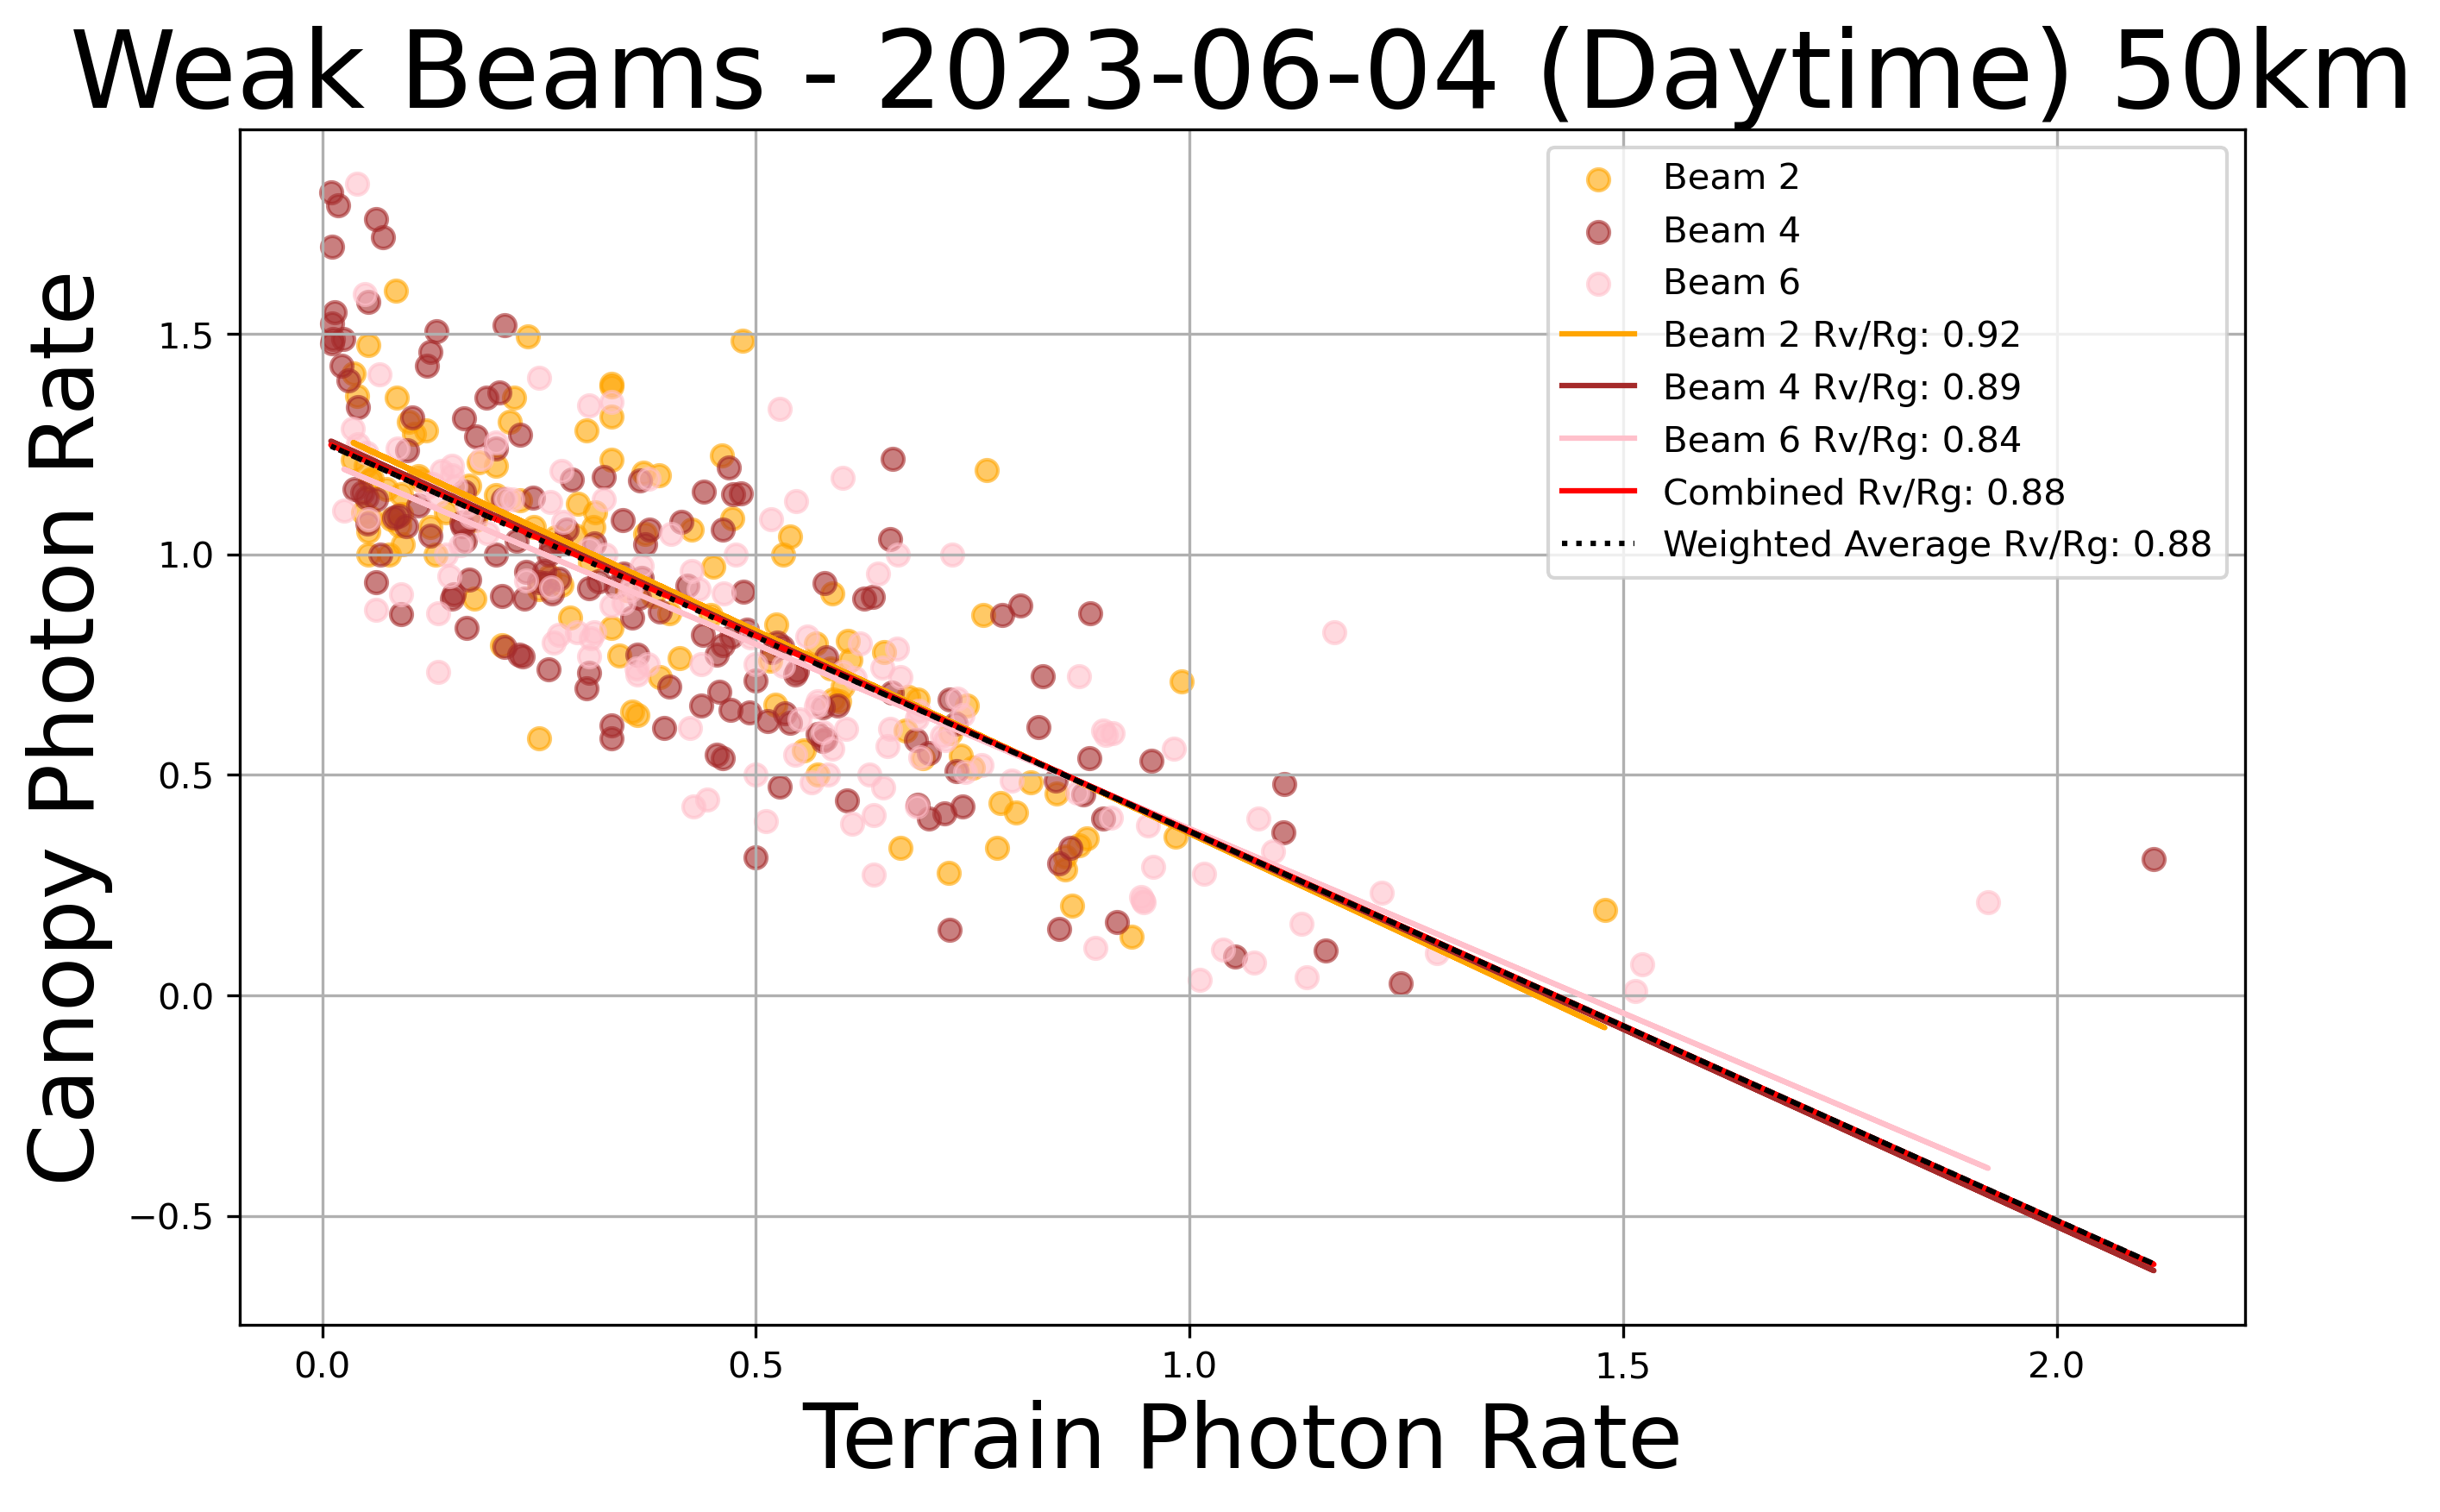 Weak Beams - 2023-06-04 (Daytime) 50km
Beam 2
Beam 4
Beam 6
Beam 2 Rv/Rg: 0.92
Beam 4 Rv/Rg: 0.89
Beam 6 Rv/Rg: 0.84
Combined Rv/Rg: 0.88
Weighted Average Rv/Rg: 0.88
Canopy Photon Rate
1.5
1.0
0.5
0.0
−0.5
0.0 0.5 1.0 1.5 2.0
Terrain Photon Rate